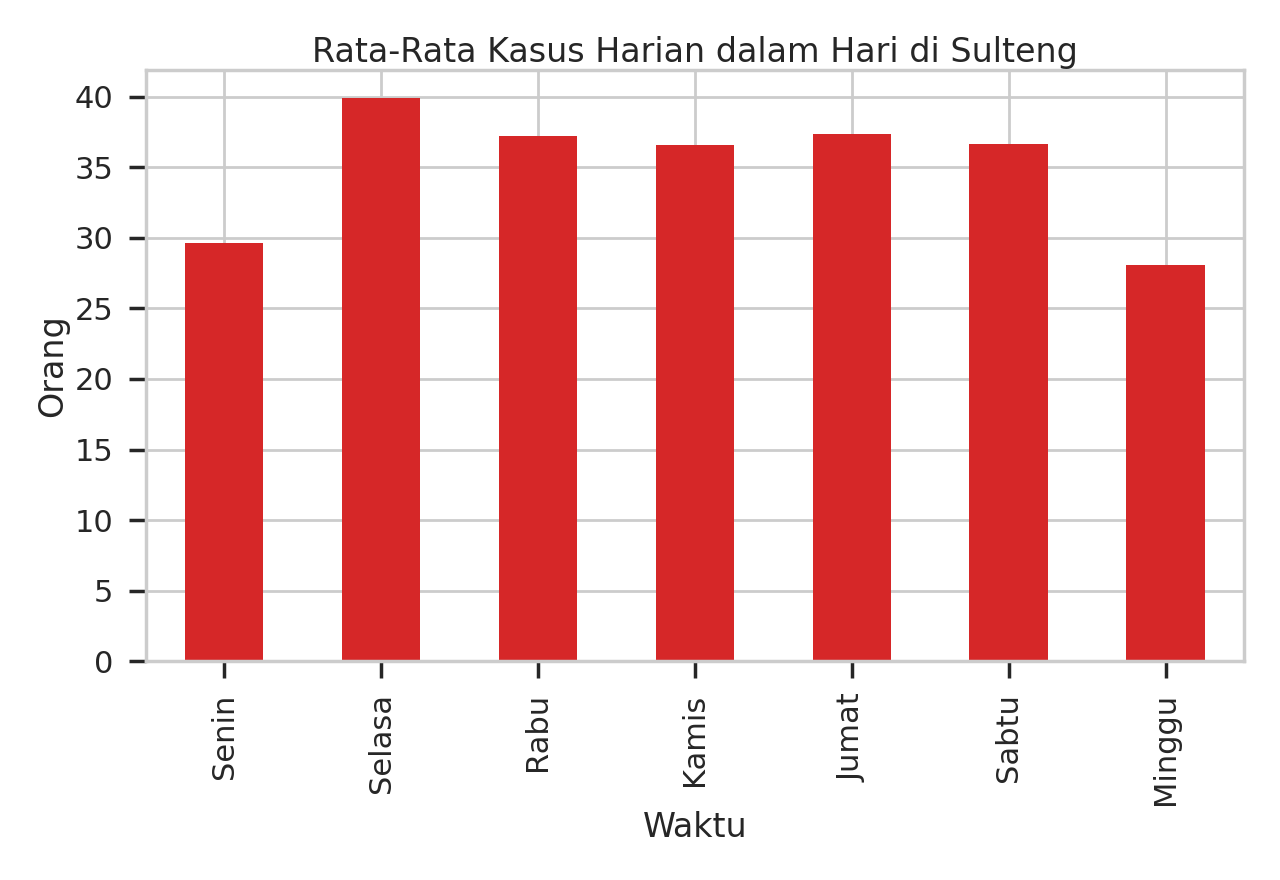 Rata-Rata Kasus Harian dalam Hari di Sulteng
Orang
40
35
30
25
20
15
10
5
0
Senin
Selasa
Rabu
Kamis
Jumat
Sabtu
Minggu
Waktu